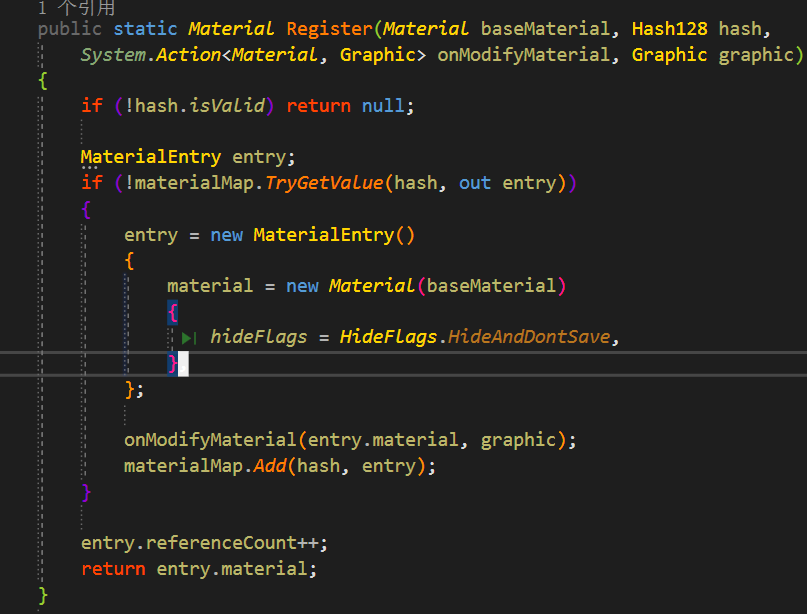 1 个引用
public static Material Register(Material baseMaterial, Hash128 hash,
System.Action<Material, Graphic> onModifyMaterial, Graphic graphic)
{
if (!hash.isValid) return null;
MaterialEntry entry;
if (!materialMap.TryGetValue(hash, out entry))
{
entry = new MaterialEntry()
{
material = new Material(baseMaterial)
{
hideFlags = HideFlags.HideAndDontSave,
}
};
onModifyMaterial(entry.material, graphic);
materialMap.Add(hash, entry);
}
entry.referenceCount++;
return entry.material;
}